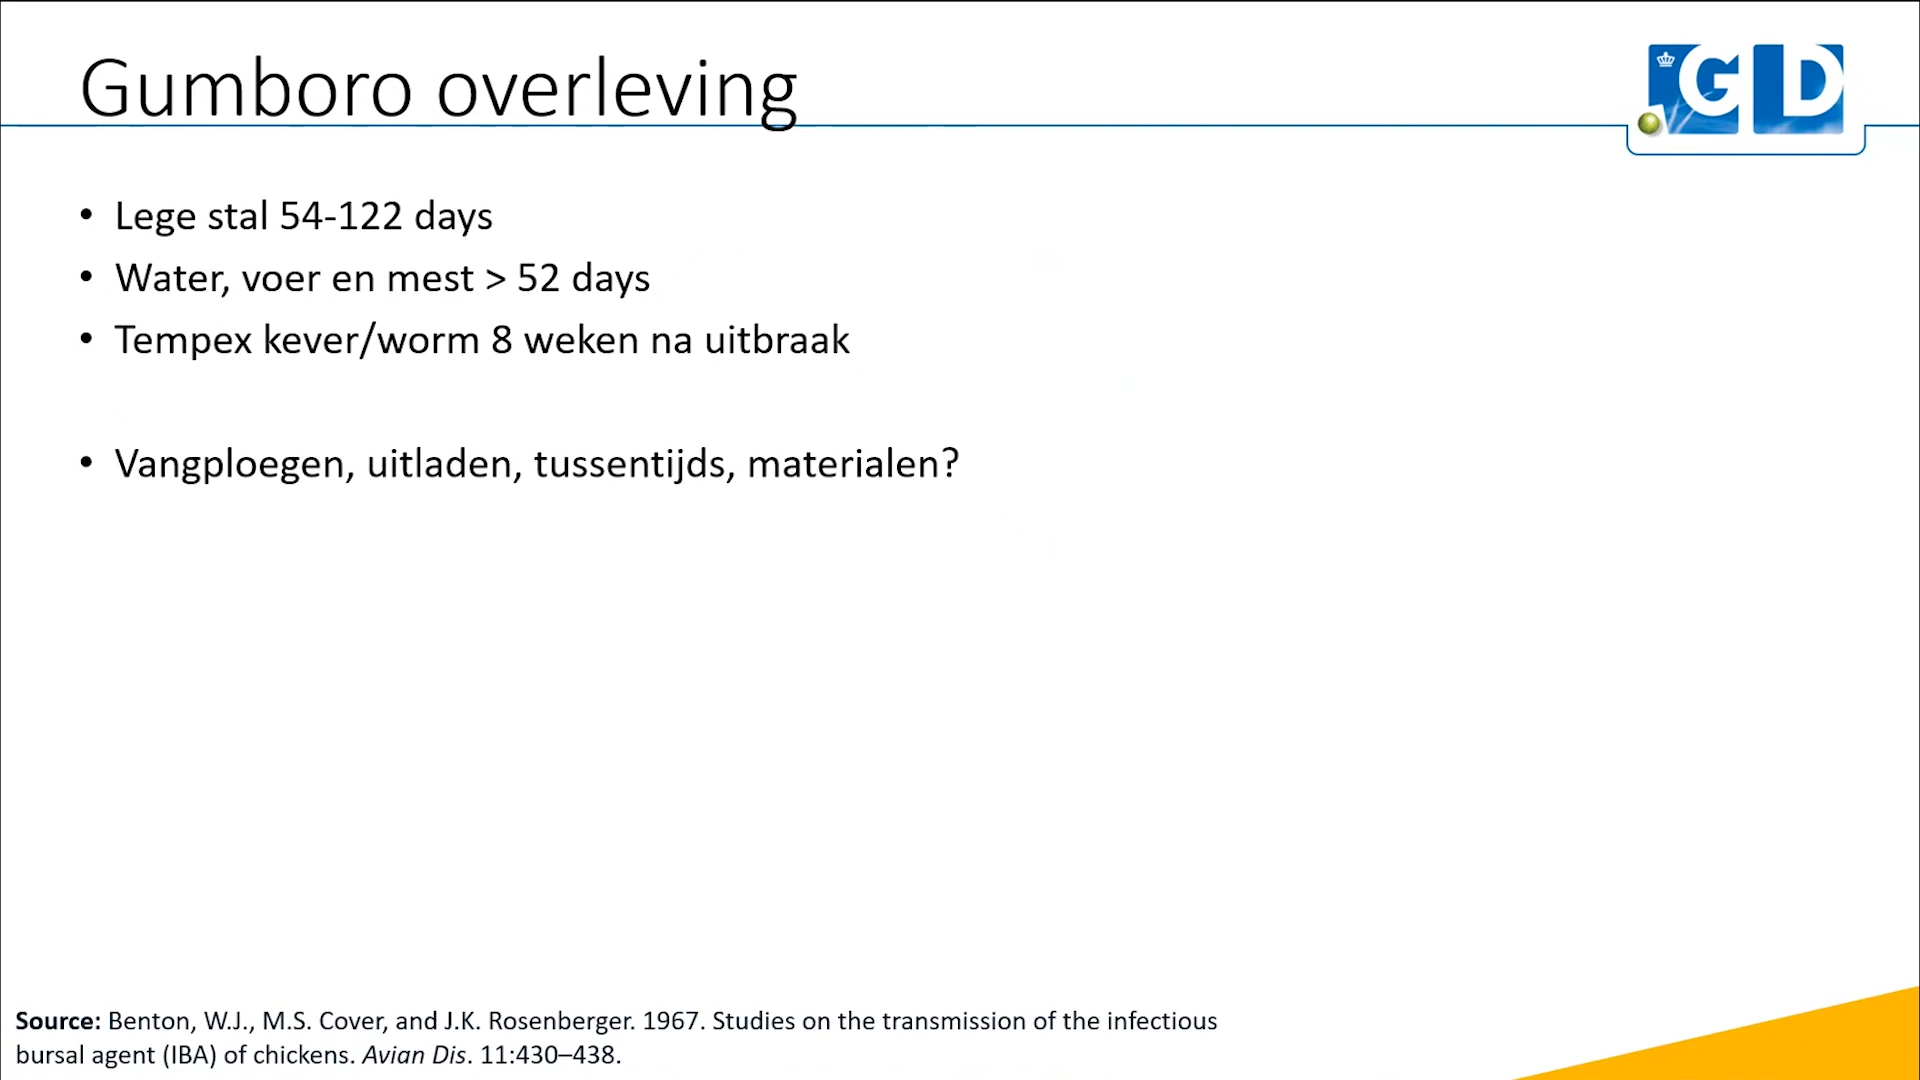 Gumboro overleving
GD
• Lege stal 54-122 days
• Water, voer en mest > 52 days
• Tempex kever/worm 8 weken na uitbraak
• Vangploegen, uitladen, tussentijds, materialen?
Source: Benton, W.J., M.S. Cover, and J.K. Rosenberger. 1967. Studies on the transmission of the infectious
bursal agent (IBA) of chickens. Avian Dis. 11:430–438.